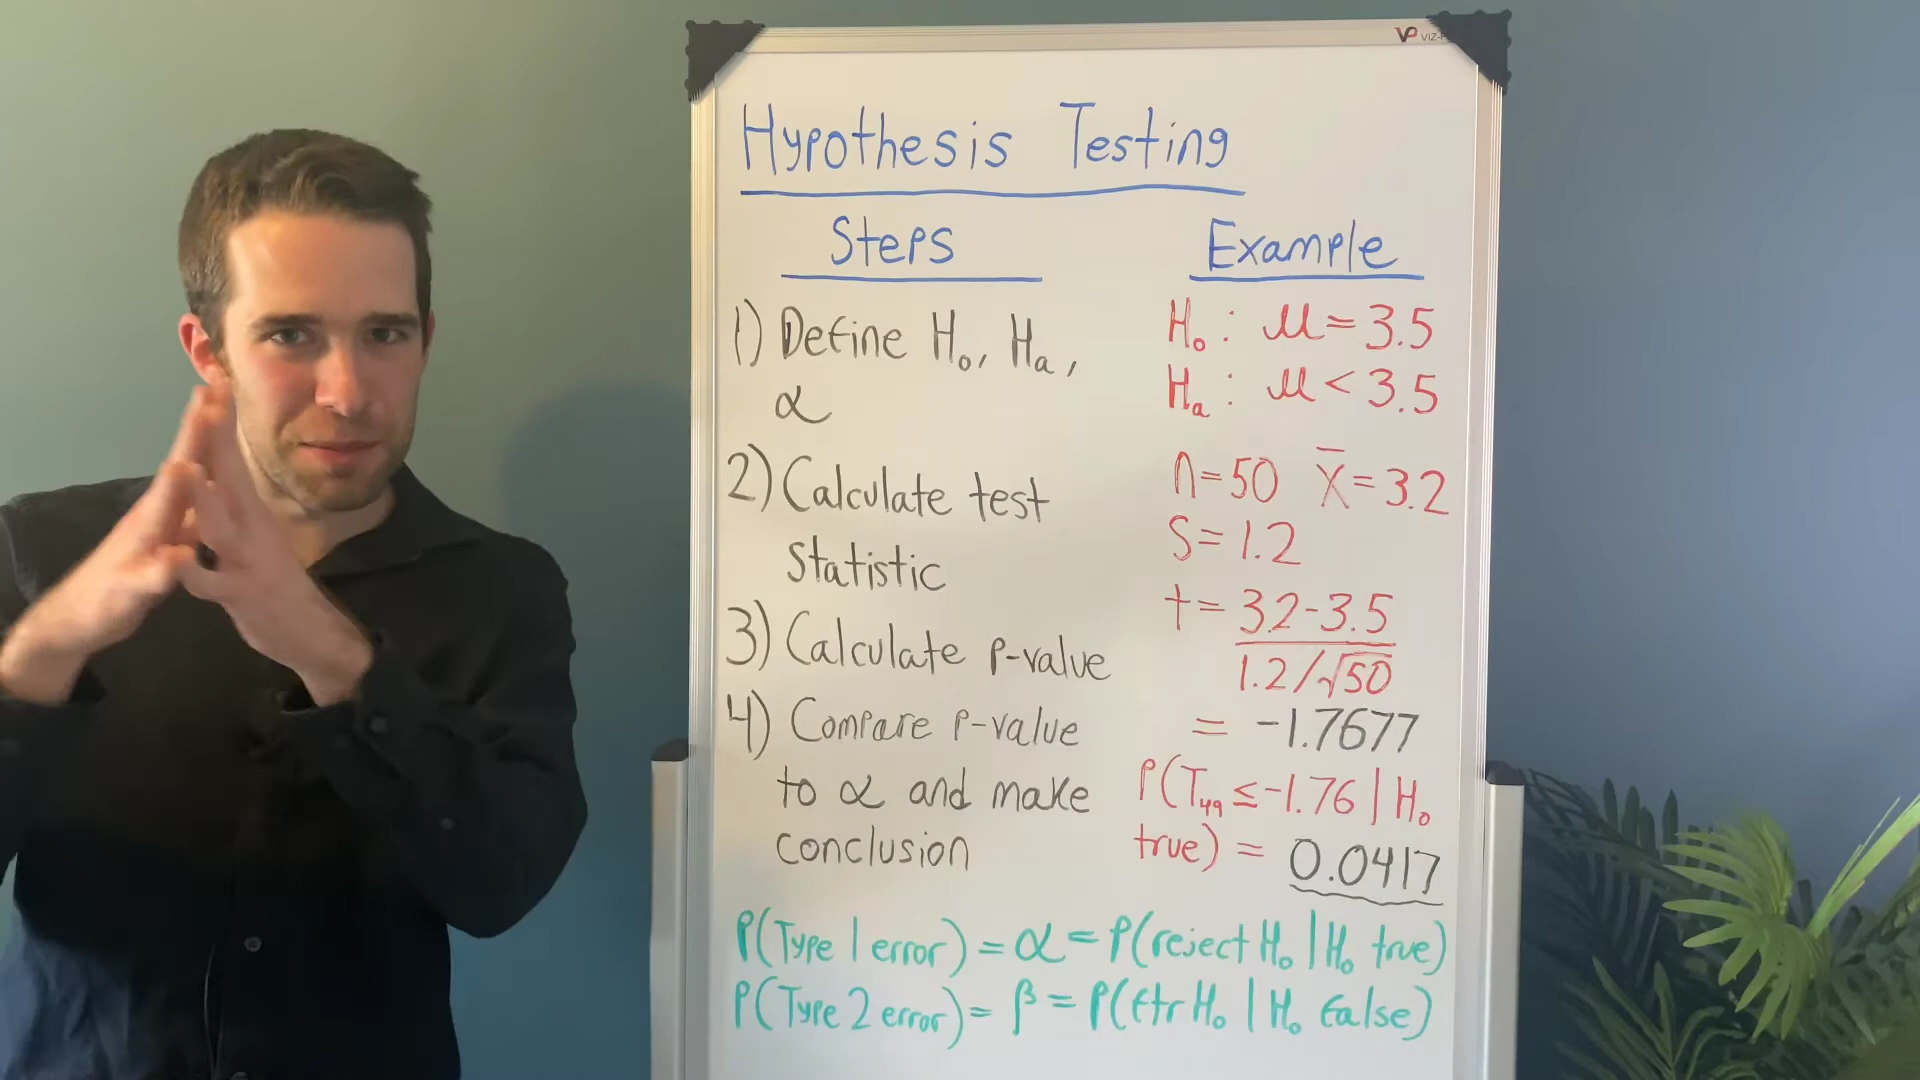 Hypothesis Testing
Steps
1) Define H₀, Hₐ,
α
2) Calculate test
statistic
3) Calculate p-value
4) Compare p-value
to α and make
conclusion
Example
H₀: μ=3.5
Hₐ: μ<3.5
n=50 x̄=3.2
S=1.2
t=3.2-3.5
1.2/√50
= -1.7677
P(T₄₉≤-1.76|H₀
true) = 0.0417
P(Type 1 error)=α=P(reject H₀|H₀ true)
P(Type 2 error)=β=P(ftr H₀|H₀ false)